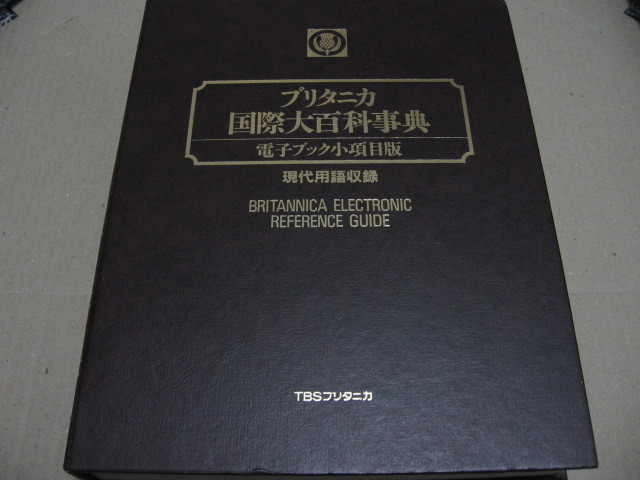 ブリタニカ
国際大百科事典
電子ブック小項目版
現代用語収録
BRITANNICA ELECTRONIC
REFERENCE GUIDE
TBSブリタニカ